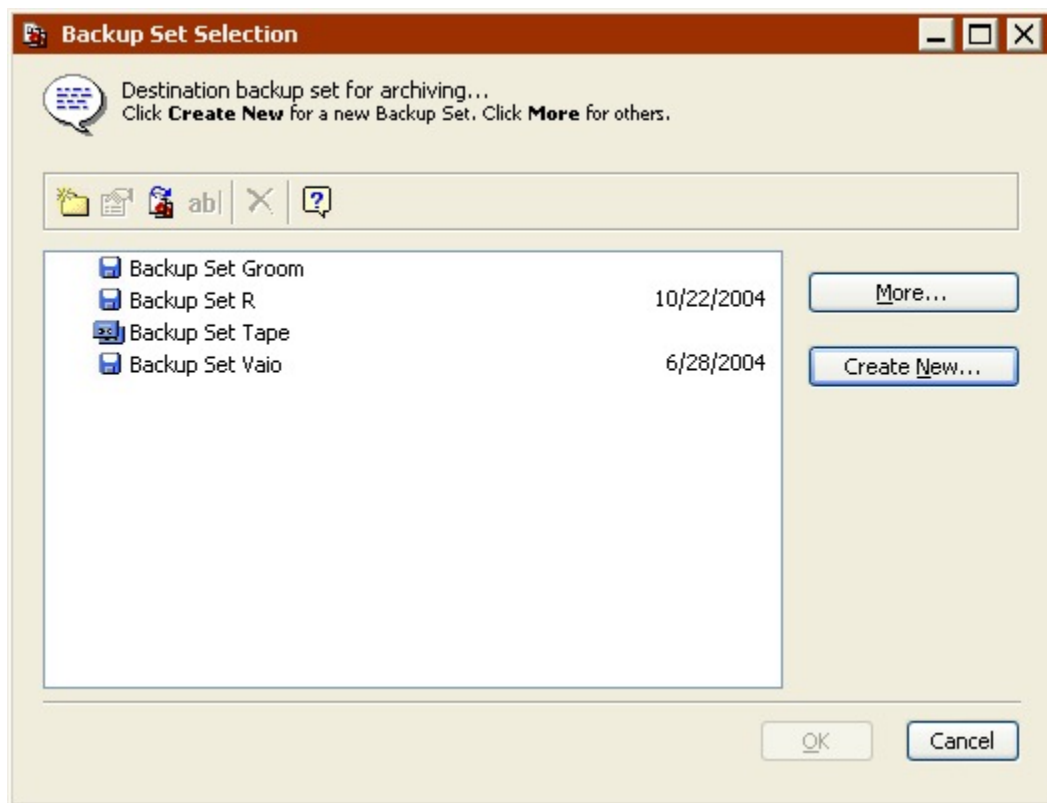 Backup Set Selection
Destination backup set for archiving...
Click Create New for a new Backup Set. Click More for others.
ab|
Backup Set Groom
Backup Set R 10/22/2004
Backup Set Tape
Backup Set Vaio 6/28/2004
More...
Create New...
OK
Cancel